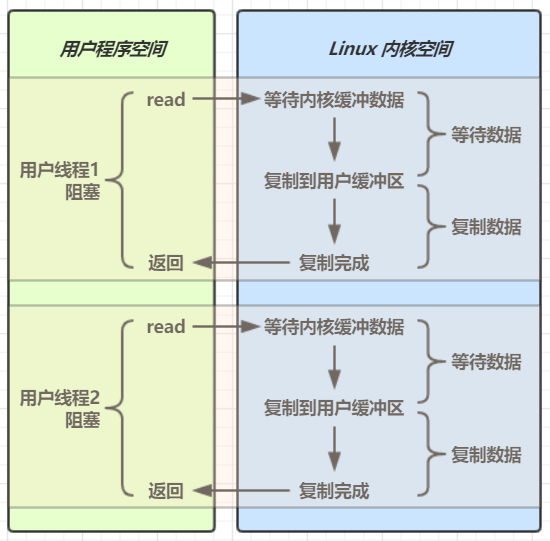 用户程序空间
Linux 内核空间
read
等待内核缓冲数据
等待数据
用户线程1
阻塞
复制到用户缓冲区
复制数据
返回
复制完成
read
等待内核缓冲数据
等待数据
用户线程2
阻塞
复制到用户缓冲区
复制数据
返回
复制完成